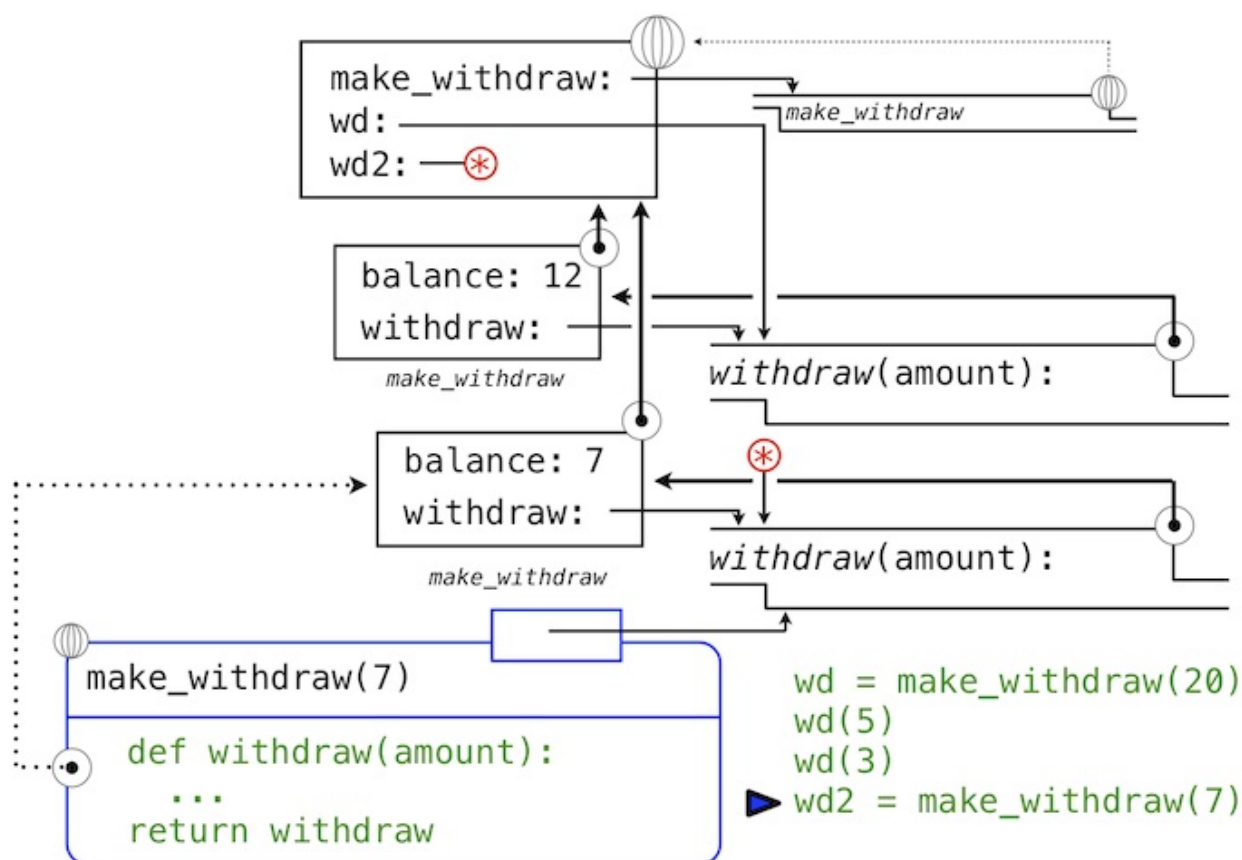 make_withdraw:
make_withdraw
wd:
wd2: *
balance: 12
withdraw:
make_withdraw
withdraw(amount):
balance: 7
*
withdraw:
make_withdraw
withdraw(amount):
make_withdraw(7)
def withdraw(amount):
...
return withdraw
wd = make_withdraw(20)
wd(5)
wd(3)
wd2 = make_withdraw(7)